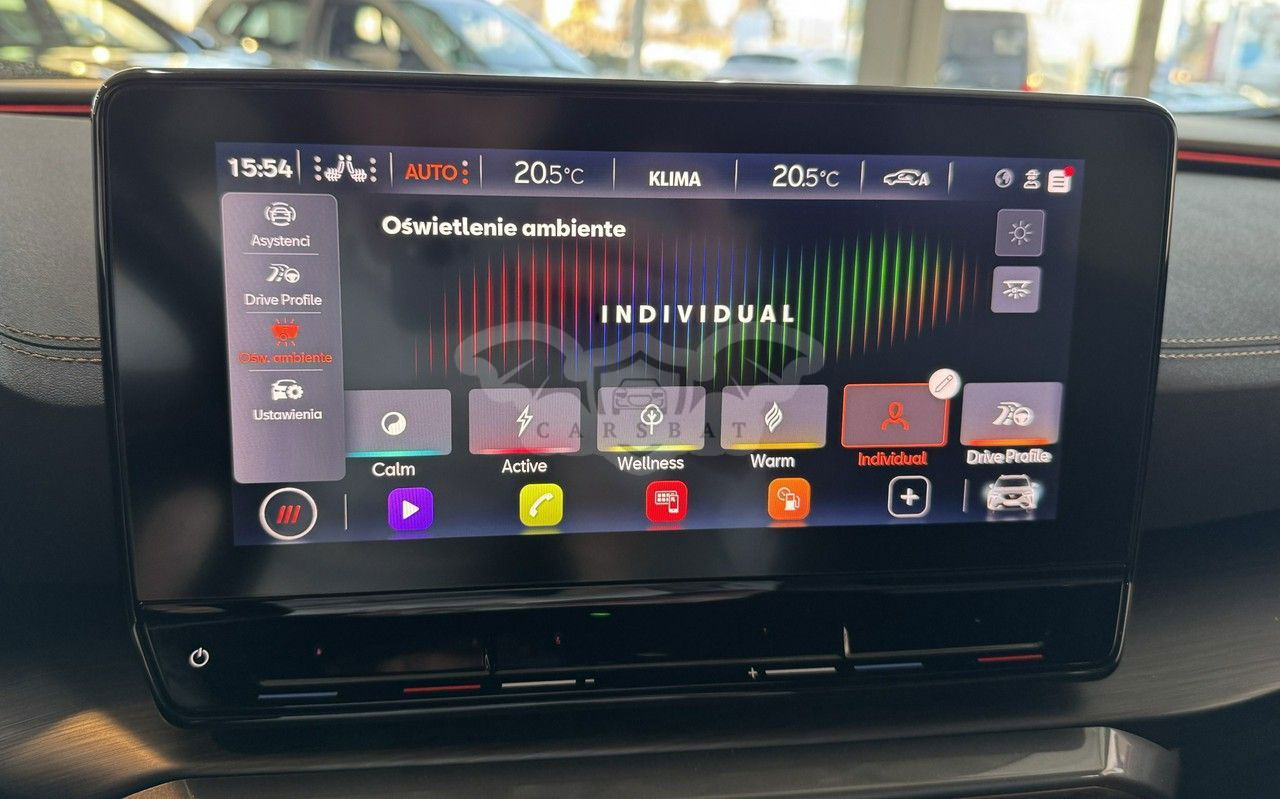 15:54
AUTO
20.5°C
KLIMA
20.5°C
A
Oświetlenie ambiente
Asystenci
Drive Profile
Ośw. ambiente
Ustawienia
INDIVIDUAL
CARSBAT
Calm
Active
Wellness
Warm
Individual
Drive Profile